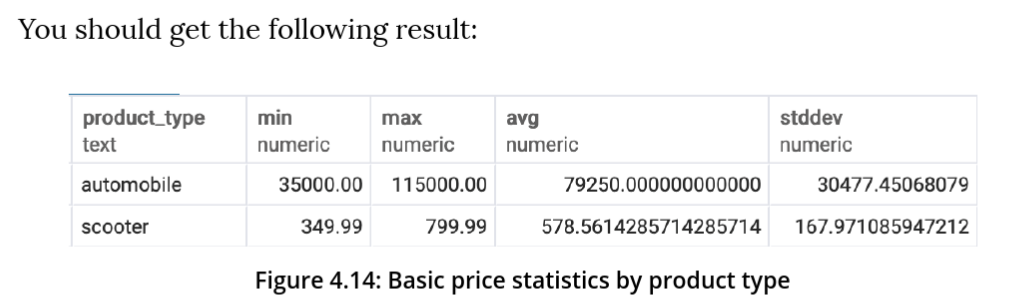 You should get the following result:
product_type min max avg stddev
text numeric numeric numeric numeric
automobile 35000.00 115000.00 79250.000000000000 30477.45068079
scooter 349.99 799.99 578.5614285714285714 167.971085947212
Figure 4.14: Basic price statistics by product type